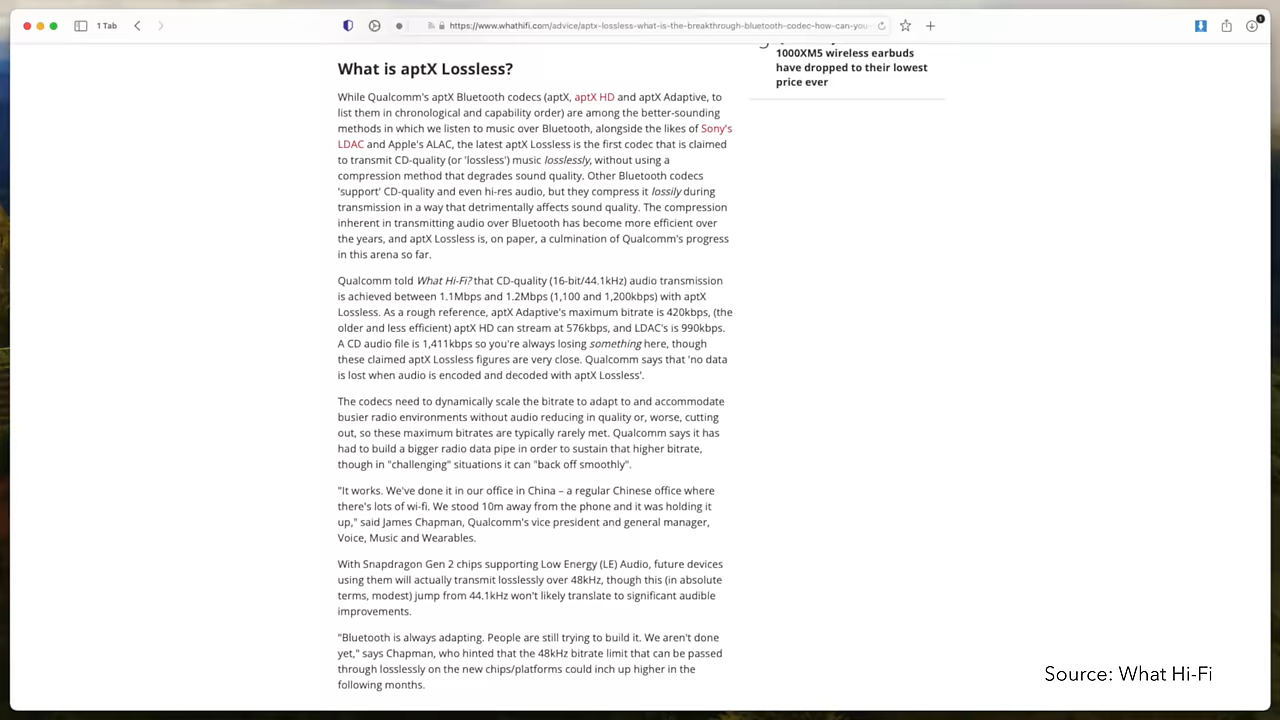 1 Tab
https://www.whathifi.com/advice/aptx-lossless-what-is-the-breakthrough-bluetooth-codec-how-can-you-
1000XM5 wireless earbuds
have dropped to their lowest
price ever
What is aptX Lossless?
While Qualcomm's aptX Bluetooth codecs (aptX, aptX HD and aptX Adaptive, to
list them in chronological and capability order) are among the better-sounding
methods in which we listen to music over Bluetooth, alongside the likes of Sony's
LDAC and Apple's ALAC, the latest aptX Lossless is the first codec that is claimed
to transmit CD-quality (or 'lossless') music losslessly, without using a
compression method that degrades sound quality. Other Bluetooth codecs
'support' CD-quality and even hi-res audio, but they compress it lossily during
transmission in a way that detrimentally affects sound quality. The compression
inherent in transmitting audio over Bluetooth has become more efficient over
the years, and aptX Lossless is, on paper, a culmination of Qualcomm's progress
in this arena so far.
Qualcomm told What Hi-Fi? that CD-quality (16-bit/44.1kHz) audio transmission
is achieved between 1.1Mbps and 1.2Mbps (1,100 and 1,200kbps) with aptX
Lossless. As a rough reference, aptX Adaptive's maximum bitrate is 420kbps, (the
older and less efficient) aptX HD can stream at 576kbps, and LDAC's is 990kbps.
A CD audio file is 1,411kbps so you're always losing something here, though
these claimed aptX Lossless figures are very close. Qualcomm says that 'no data
is lost when audio is encoded and decoded with aptX Lossless'.
The codecs need to dynamically scale the bitrate to adapt to and accommodate
busier radio environments without audio reducing in quality or, worse, cutting
out, so these maximum bitrates are typically rarely met. Qualcomm says it has
had to build a bigger radio data pipe in order to sustain that higher bitrate,
though in "challenging" situations it can "back off smoothly".
"It works. We've done it in our office in China – a regular Chinese office where
there's lots of wi-fi. We stood 10m away from the phone and it was holding it
up," said James Chapman, Qualcomm's vice president and general manager,
Voice, Music and Wearables.
With Snapdragon Gen 2 chips supporting Low Energy (LE) Audio, future devices
using them will actually transmit losslessly over 48kHz, though this (in absolute
terms, modest) jump from 44.1kHz won't likely translate to significant audible
improvements.
"Bluetooth is always adapting. People are still trying to build it. We aren't done
yet," says Chapman, who hinted that the 48kHz bitrate limit that can be passed
through losslessly on the new chips/platforms could inch up higher in the
following months.
Source: What Hi-Fi